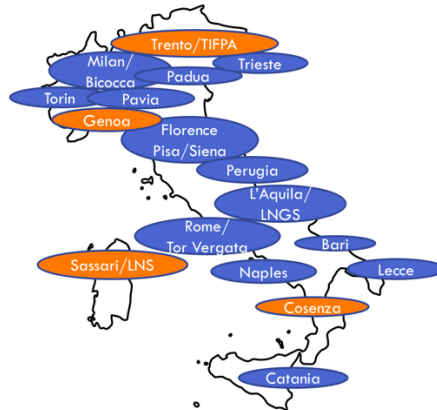 Trento/TIFPA
Milan/
Bicocca
Trieste
Padua
Torin
Pavia
Genoa
Florence
Pisa/Siena
Perugia
L'Aquila/
LNGS
Rome/
Tor Vergata
Bari
Sassari/LNS
Naples
Lecce
Cosenza
Catania